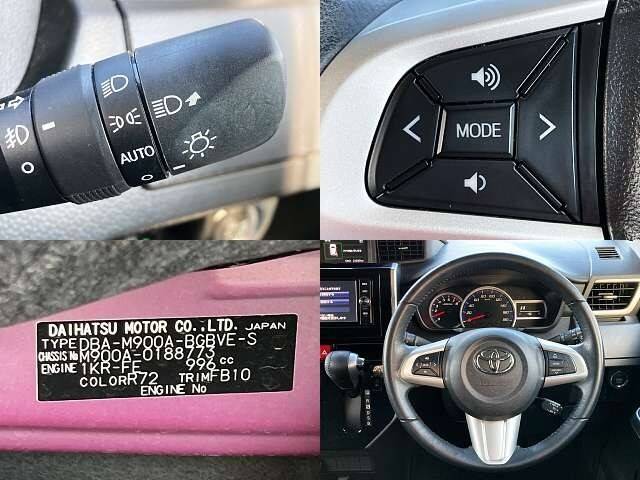 AUTO
MODE
DAIHATSU MOTOR CO.,LTD. JAPAN
TYPE DBA-M900A-BGBVE-S
CHASSIS No M900A-0188773
ENGINE 1KR-FE 996 cc
COLOR R72 TRIM FB10
ENGINE No